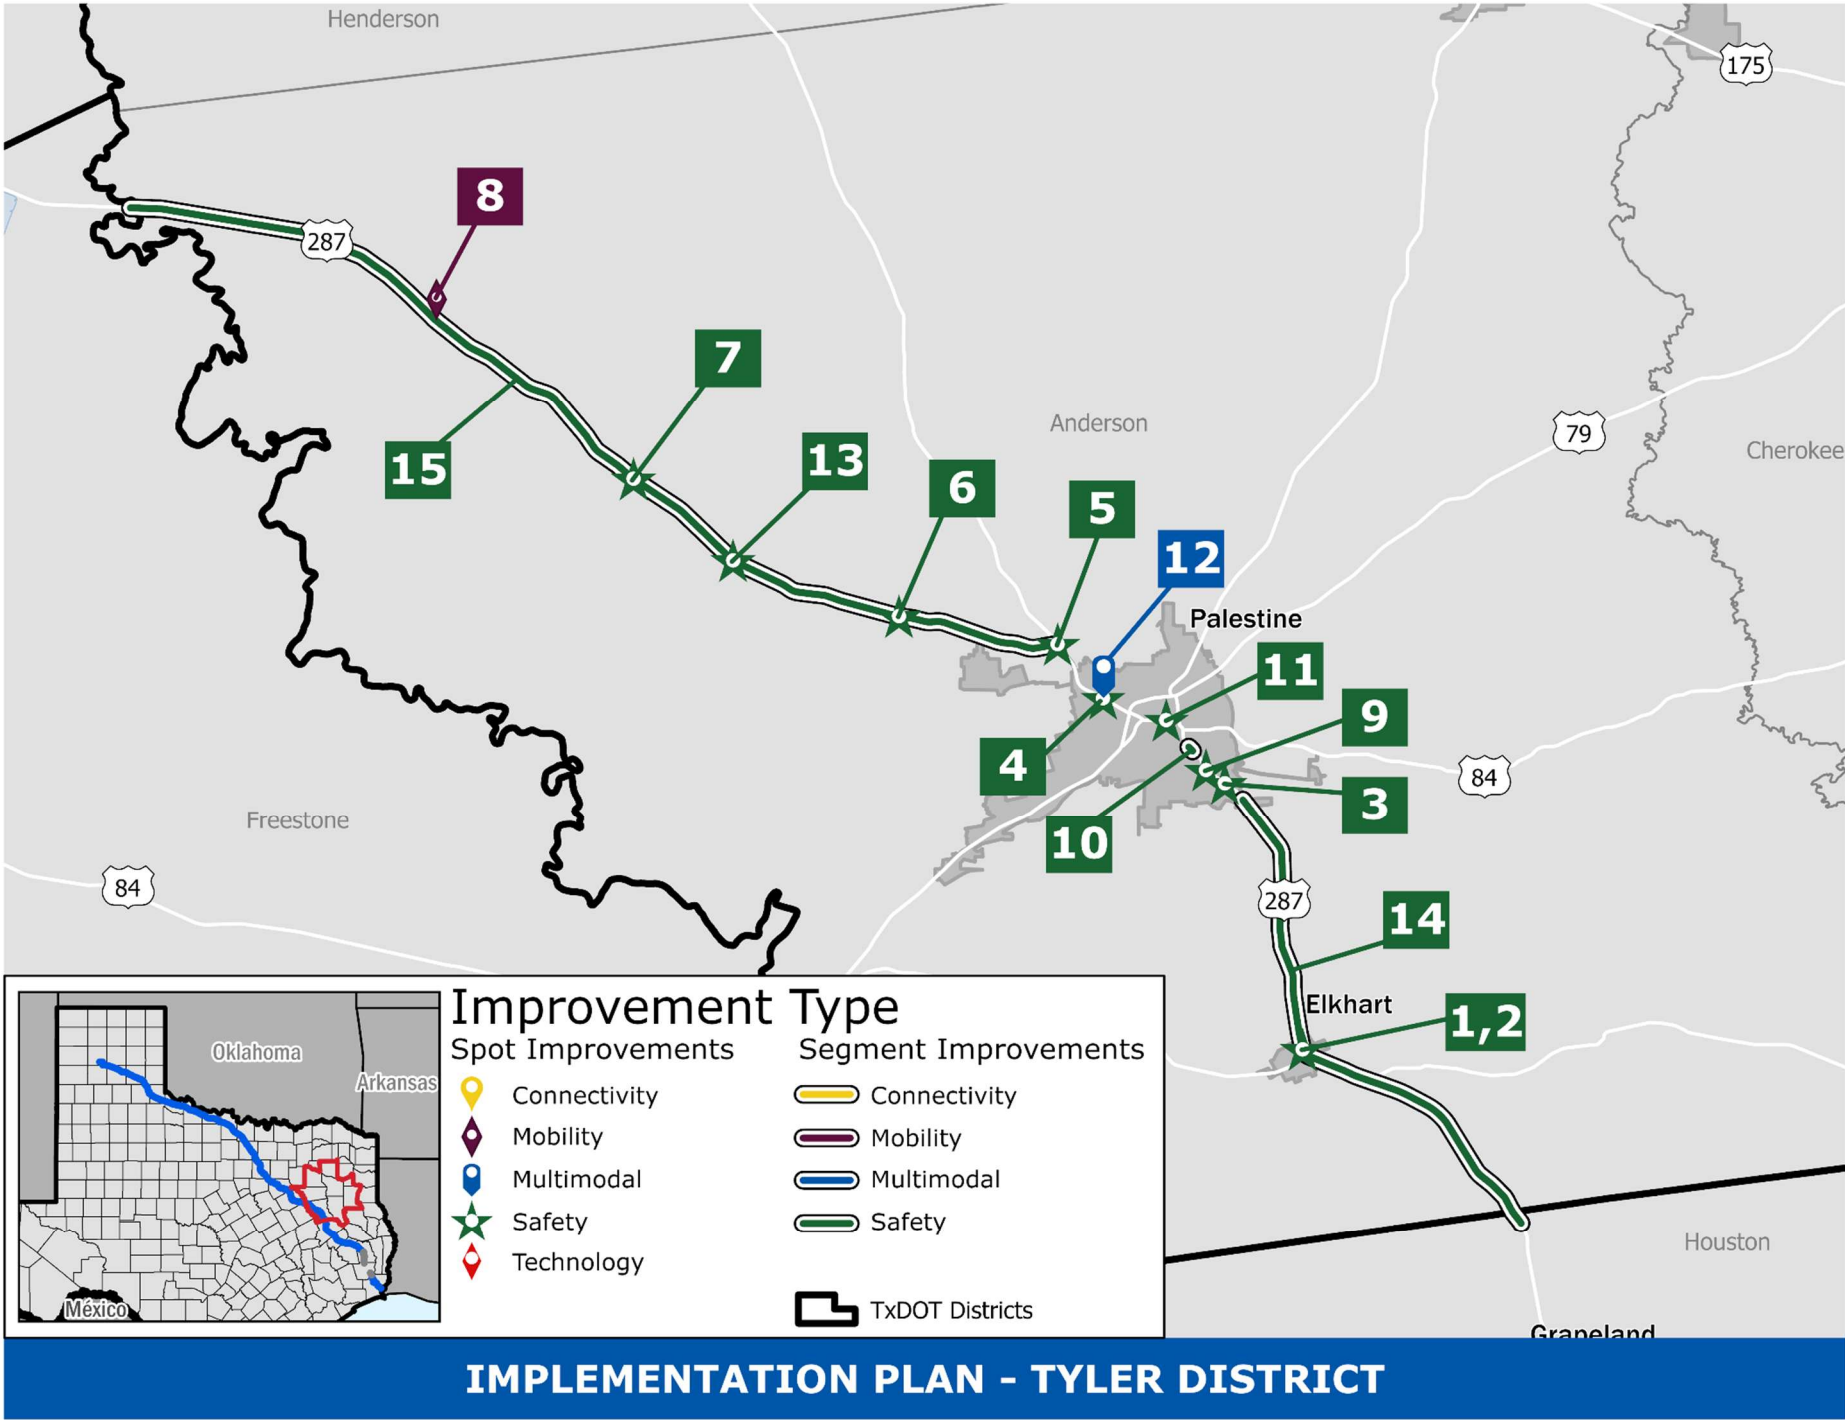 Henderson
175
8
287
7
Anderson
79
Cherokee
13
15
6
5
12
Palestine
11
9
4
84
3
10
Freestone
84
287
14
Elkhart
1,2
Houston
Grapeland
Improvement Type
Spot Improvements
Connectivity
Mobility
Multimodal
Safety
Technology
Segment Improvements
Connectivity
Mobility
Multimodal
Safety
TxDOT Districts
Oklahoma
Arkansas
México
IMPLEMENTATION PLAN - TYLER DISTRICT